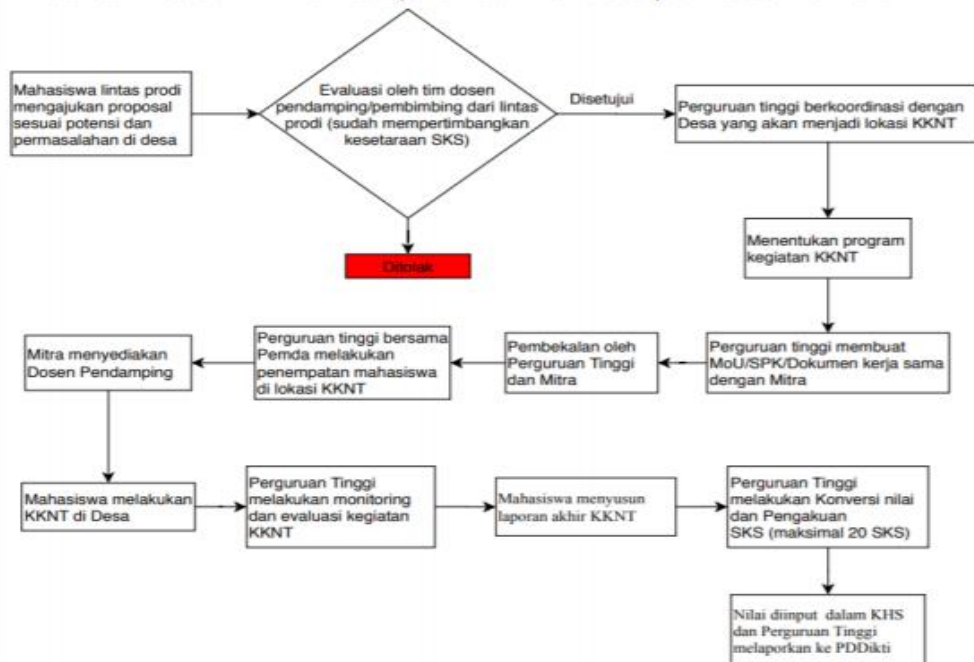 Mahasiswa lintas prodi
mengajukan proposal
sesuai potensi dan
permasalahan di desa
Evaluasi oleh tim dosen
pendamping/pembimbing dari lintas
prodi (sudah mempertimbangkan
kesetaraan SKS)
Disetujui
Perguruan tinggi berkoordinasi dengan
Desa yang akan menjadi lokasi KKNT
Ditolak
Menentukan program
kegiatan KKNT
Perguruan tinggi membuat
MoU/SPK/Dokumen kerja sama
dengan Mitra
Pembekalan oleh
Perguruan Tinggi
dan Mitra
Perguruan tinggi bersama
Pemda melakukan
penempatan mahasiswa
di lokasi KKNT
Mitra menyediakan
Dosen Pendamping
Mahasiswa melakukan
KKNT di Desa
Perguruan Tinggi
melakukan monitoring
dan evaluasi kegiatan
KKNT
Mahasiswa menyusun
laporan akhir KKNT
Perguruan Tinggi
melakukan Konversi nilai
dan Pengakuan
SKS (maksimal 20 SKS)
Nilai diinput dalam KHS
dan Perguruan Tinggi
melaporkan ke PDDikti